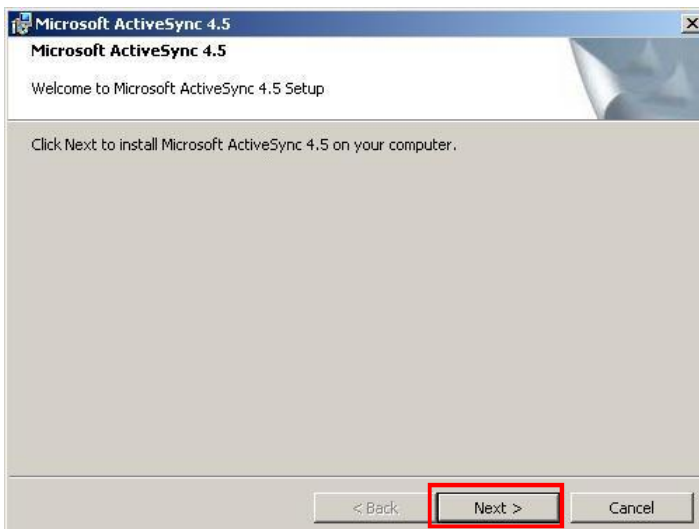 Microsoft ActiveSync 4.5
Microsoft ActiveSync 4.5
Welcome to Microsoft ActiveSync 4.5 Setup
Click Next to install Microsoft ActiveSync 4.5 on your computer.
< Back Next > Cancel